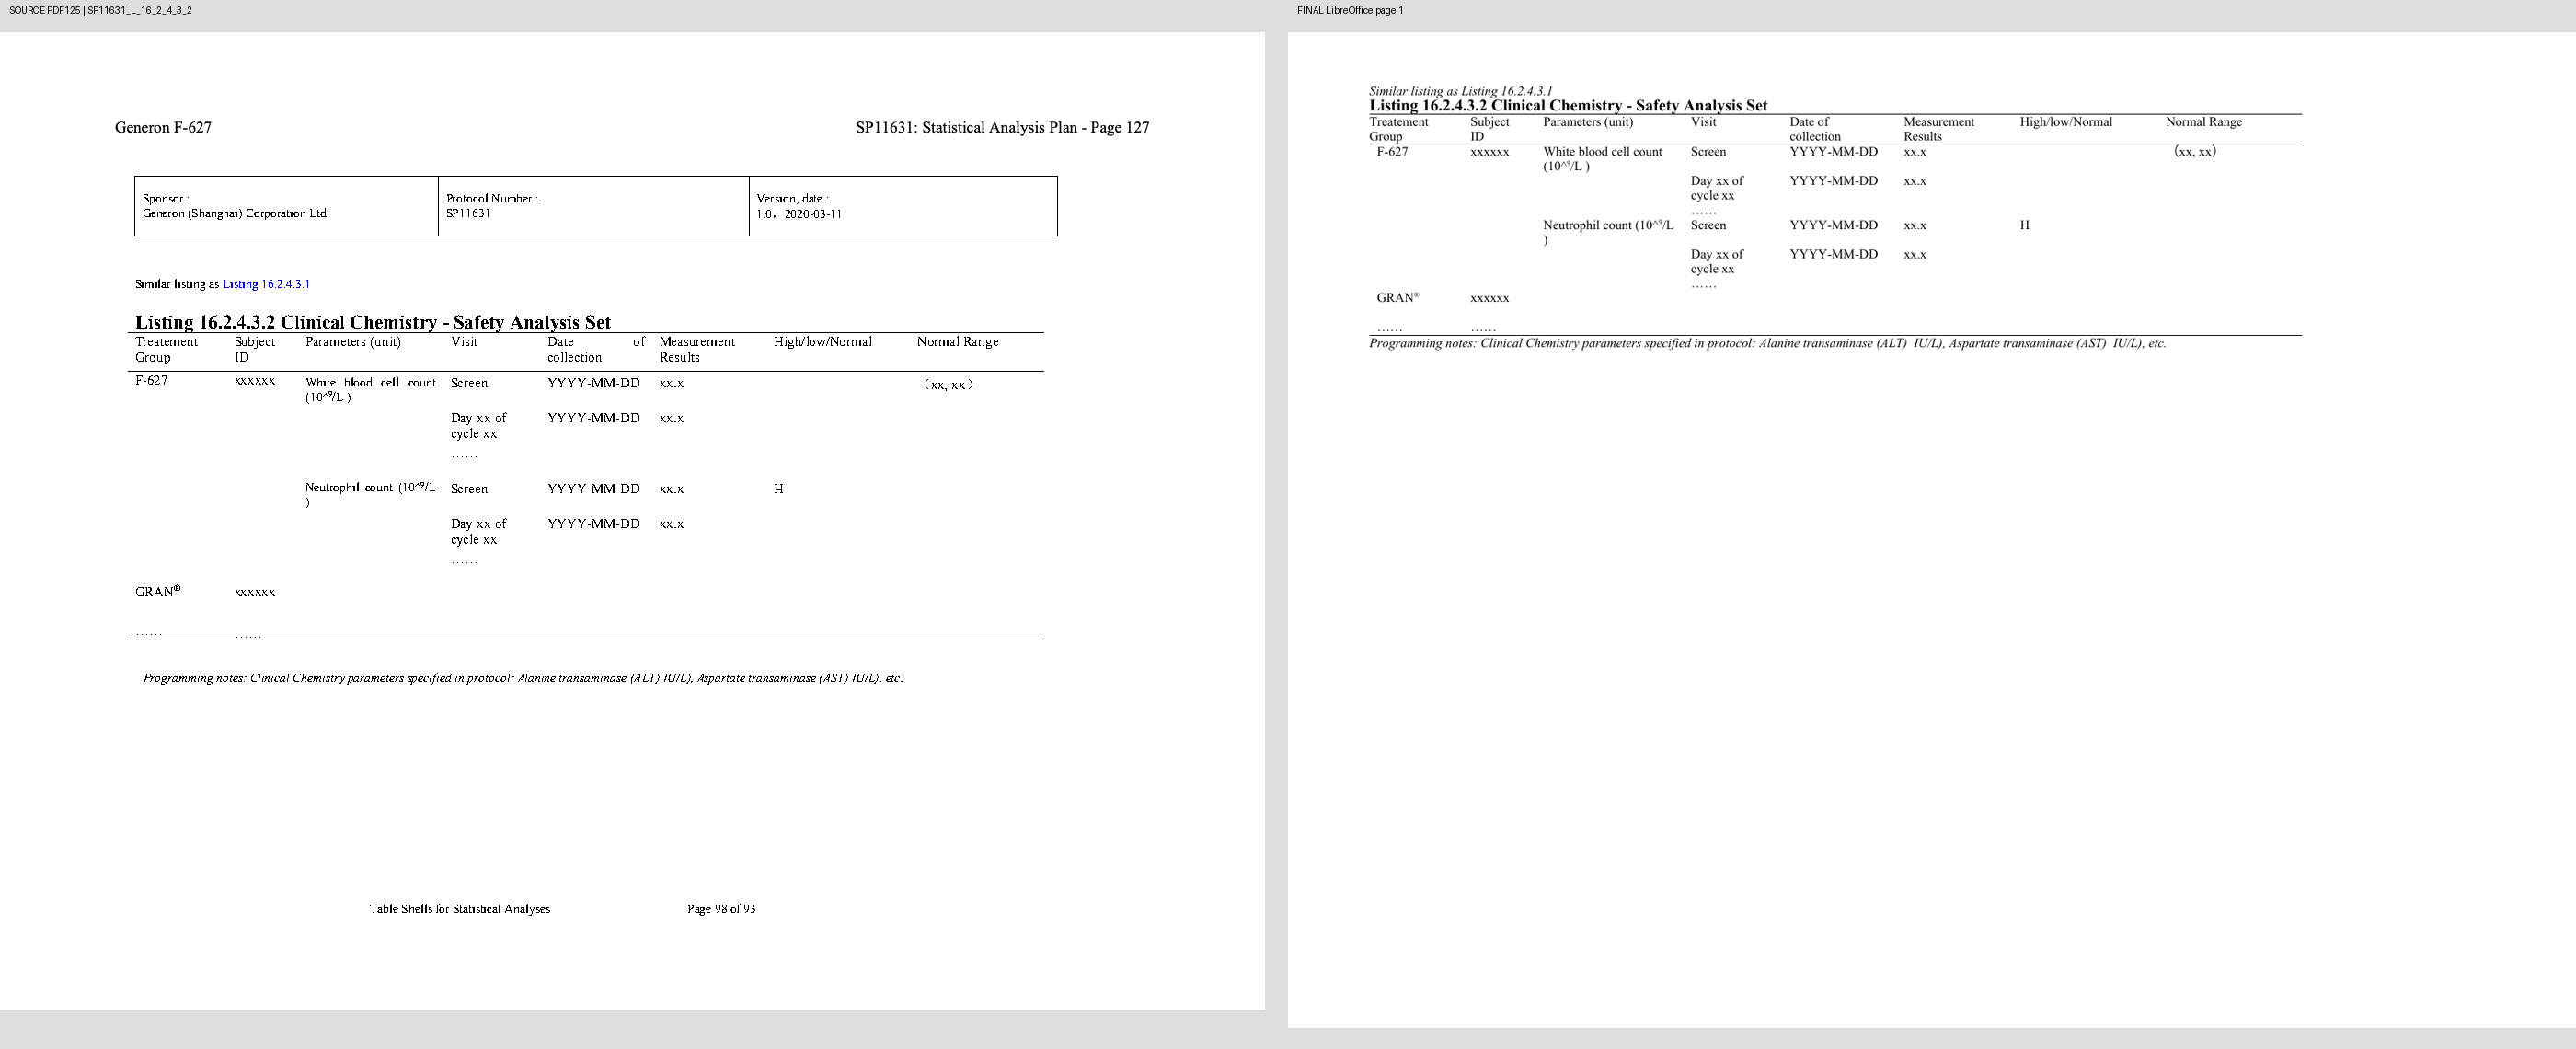 SOURCE PDF125 | SP11631_L_16_2_4_3_2
Generon F-627 SP11631: Statistical Analysis Plan - Page 127
Sponsor : Protocol Number : Version, date :
Generon (Shanghai) Corporation Ltd. SP11631 1.0，2020-03-11
Similar listing as Listing 16.2.4.3.1
Listing 16.2.4.3.2 Clinical Chemistry - Safety Analysis Set
Treatement Subject Parameters (unit) Visit Date of Measurement High/low/Normal Normal Range
Group ID collection Results
F-627 xxxxxx White blood cell count Screen YYYY-MM-DD xx.x （xx, xx）
(10^⁹/L )
Day xx of YYYY-MM-DD xx.x
cycle xx
......
Neutrophil count (10^⁹/L Screen YYYY-MM-DD xx.x H
)
Day xx of YYYY-MM-DD xx.x
cycle xx
......
GRAN® xxxxxx
...... ......
Programming notes: Clinical Chemistry parameters specified in protocol: Alanine transaminase (ALT) IU/L), Aspartate transaminase (AST) IU/L), etc.
Table Shells for Statistical Analyses Page 98 of 93
FINAL LibreOffice page 1
Similar listing as Listing 16.2.4.3.1
Listing 16.2.4.3.2 Clinical Chemistry - Safety Analysis Set
Treatement Subject Parameters (unit) Visit Date of Measurement High/low/Normal Normal Range
Group ID collection Results
F-627 xxxxxx White blood cell count Screen YYYY-MM-DD xx.x （xx, xx）
(10^⁹/L )
Day xx of YYYY-MM-DD xx.x
cycle xx
......
Neutrophil count (10^⁹/L Screen YYYY-MM-DD xx.x H
)
Day xx of YYYY-MM-DD xx.x
cycle xx
......
GRAN® xxxxxx
...... ......
Programming notes: Clinical Chemistry parameters specified in protocol: Alanine transaminase (ALT) IU/L), Aspartate transaminase (AST) IU/L), etc.